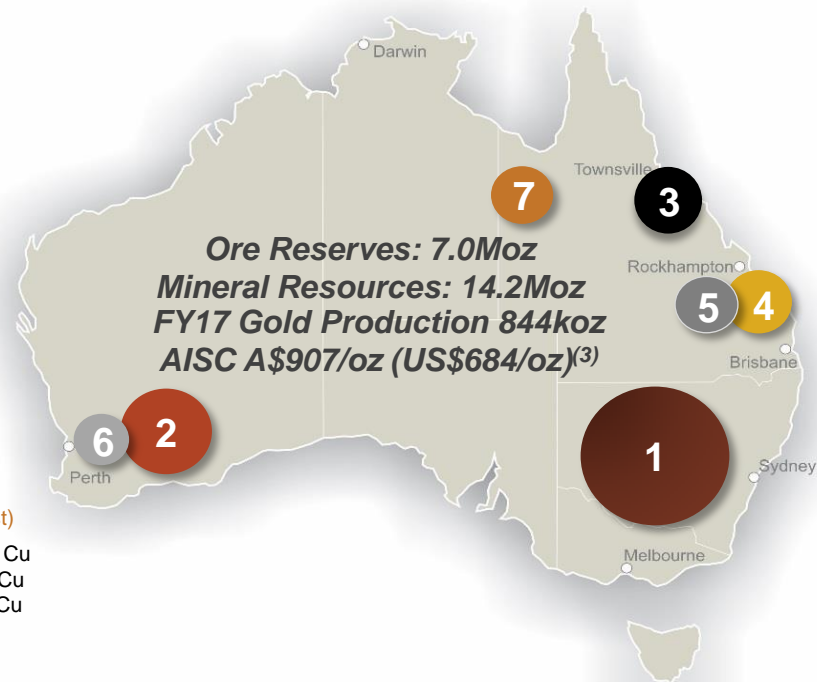 Darwin
Townsville
7
3
Ore Reserves: 7.0Moz
Mineral Resources: 14.2Moz
FY17 Gold Production 844koz
AISC A$907/oz (US$684/oz)(3)
Rockhampton
5
4
Brisbane
6
2
1
Perth
Sydney
t)
Cu
Cu
Cu
Melbourne